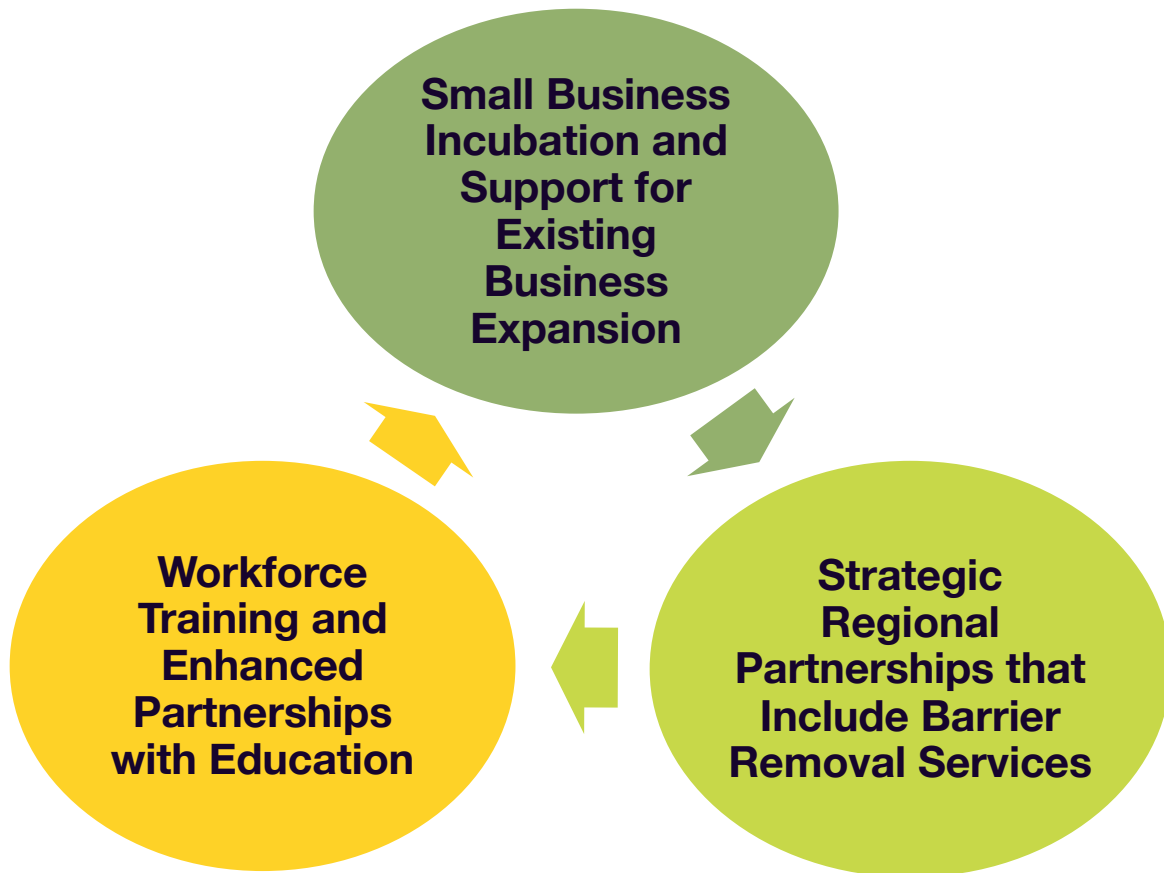 Small Business
Incubation and
Support for
Existing
Business
Expansion
Workforce
Training and
Enhanced
Partnerships
with Education
Strategic
Regional
Partnerships that
Include Barrier
Removal Services